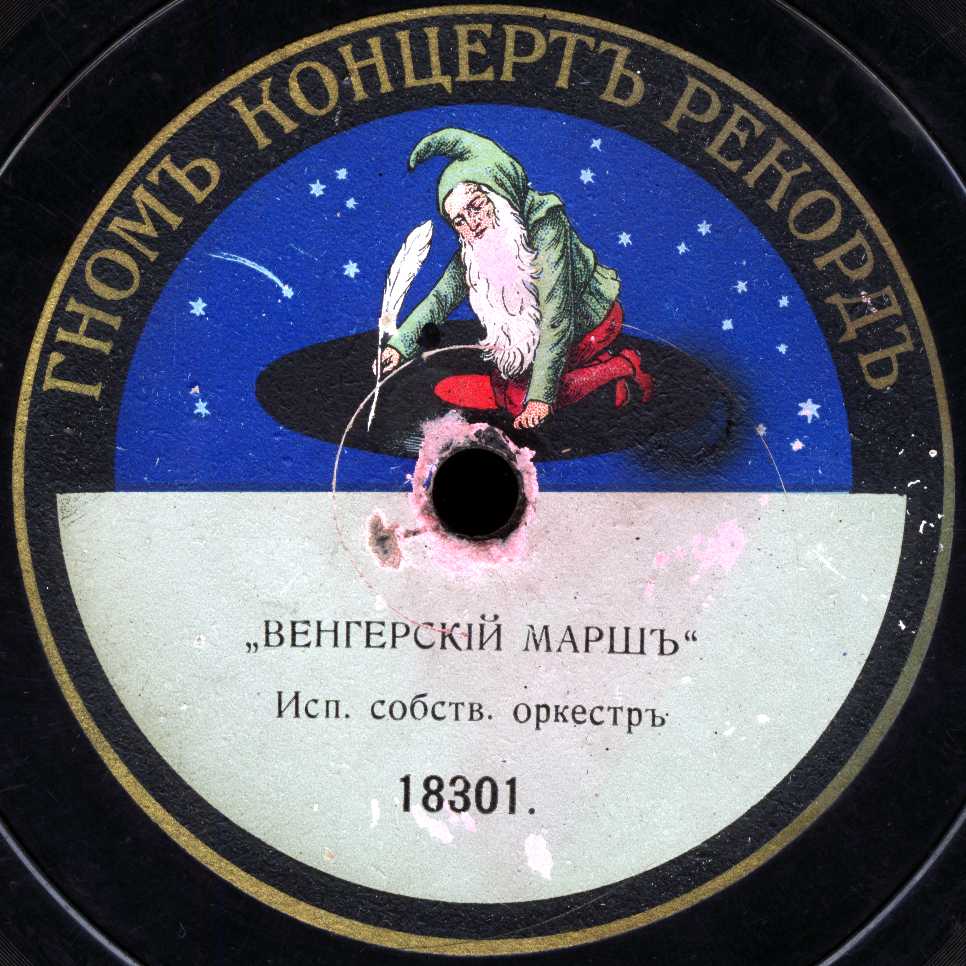 ГНОМЪ КОНЦЕРТЪ РЕКОРДЪ
„ВЕНГЕРСКІЙ МАРШЪ“
Исп. собств. оркестръ
18301.